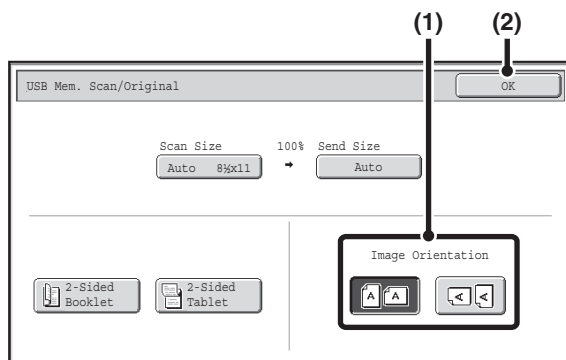 (1)
(2)
USB Mem. Scan/Original
OK
Scan Size
100%
Send Size
Auto 8½x11
Auto
Image Orientation
2-Sided
Booklet
2-Sided
Tablet
A
A
A
A